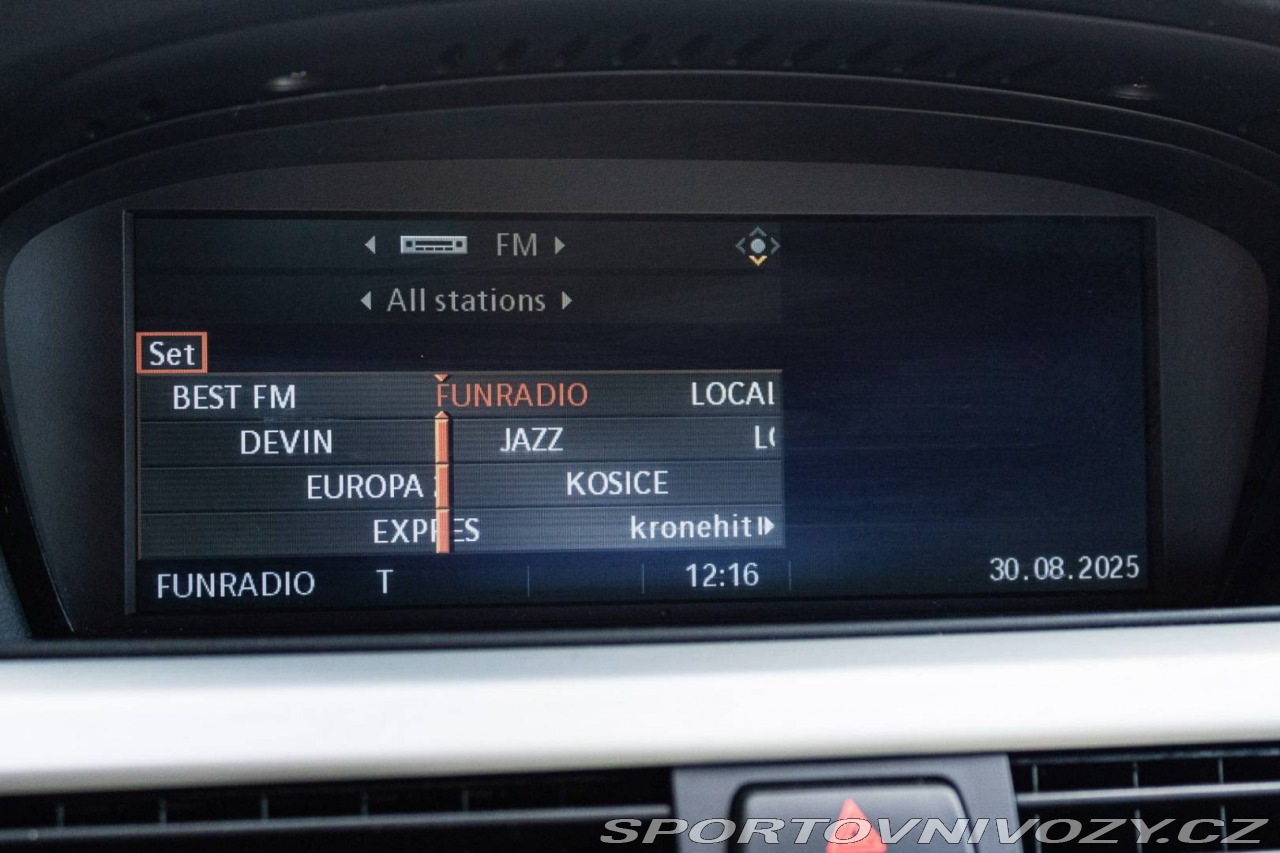 FM
All stations
Set
BEST FM FUNRADIO LOCAL
DEVIN JAZZ
EUROPA KOSICE
EXPRES kronehit
FUNRADIO T 12:16 30.08.2025
SPORTOVNIVOZY.CZ